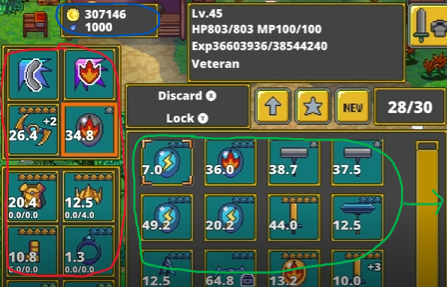 307146
1000
Lv.45
HP803/803 MP100/100
Exp36603936/38544240
Veteran
Discard X
Lock Y
NEW
28/30
+2
26.4 34.8
20.4 12.5
0.0/0.0 0.0/4.0
10.8 1.3
0.0/0.0 0.0/0.0
7.0 36.0 38.7 37.5
49.2 20.2 44.0 12.5
+3
12.5 64.8 13.2 10.0